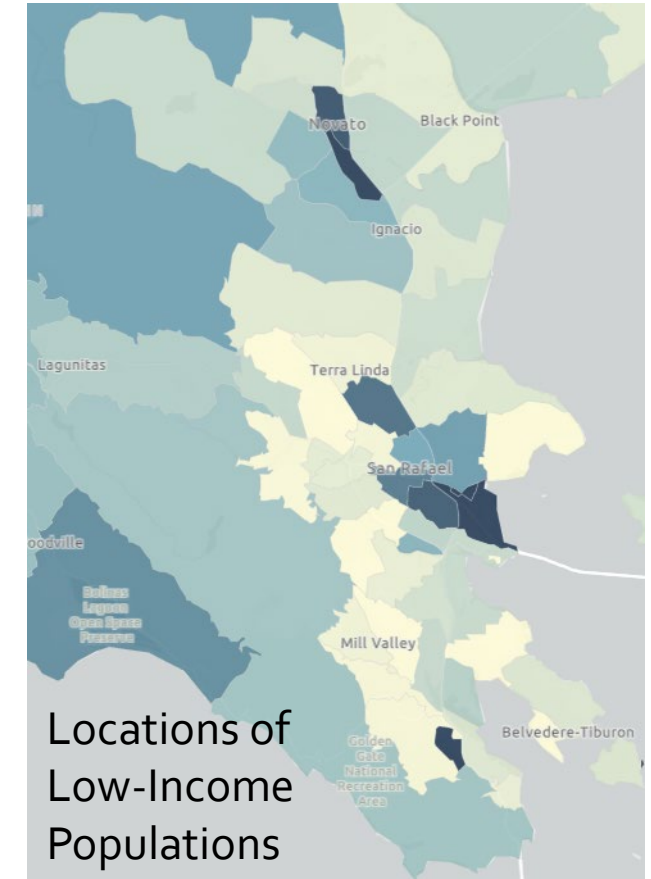 Novato
Black Point
IN
Ignacio
Lagunitas
Terra Linda
San Rafael
oodville
Bolinas
Lagoon
Open Space
Preserve
Mill Valley
Belvedere-Tiburon
Golden
Gate
National
Recreation
Area
Locations of
Low-Income
Populations